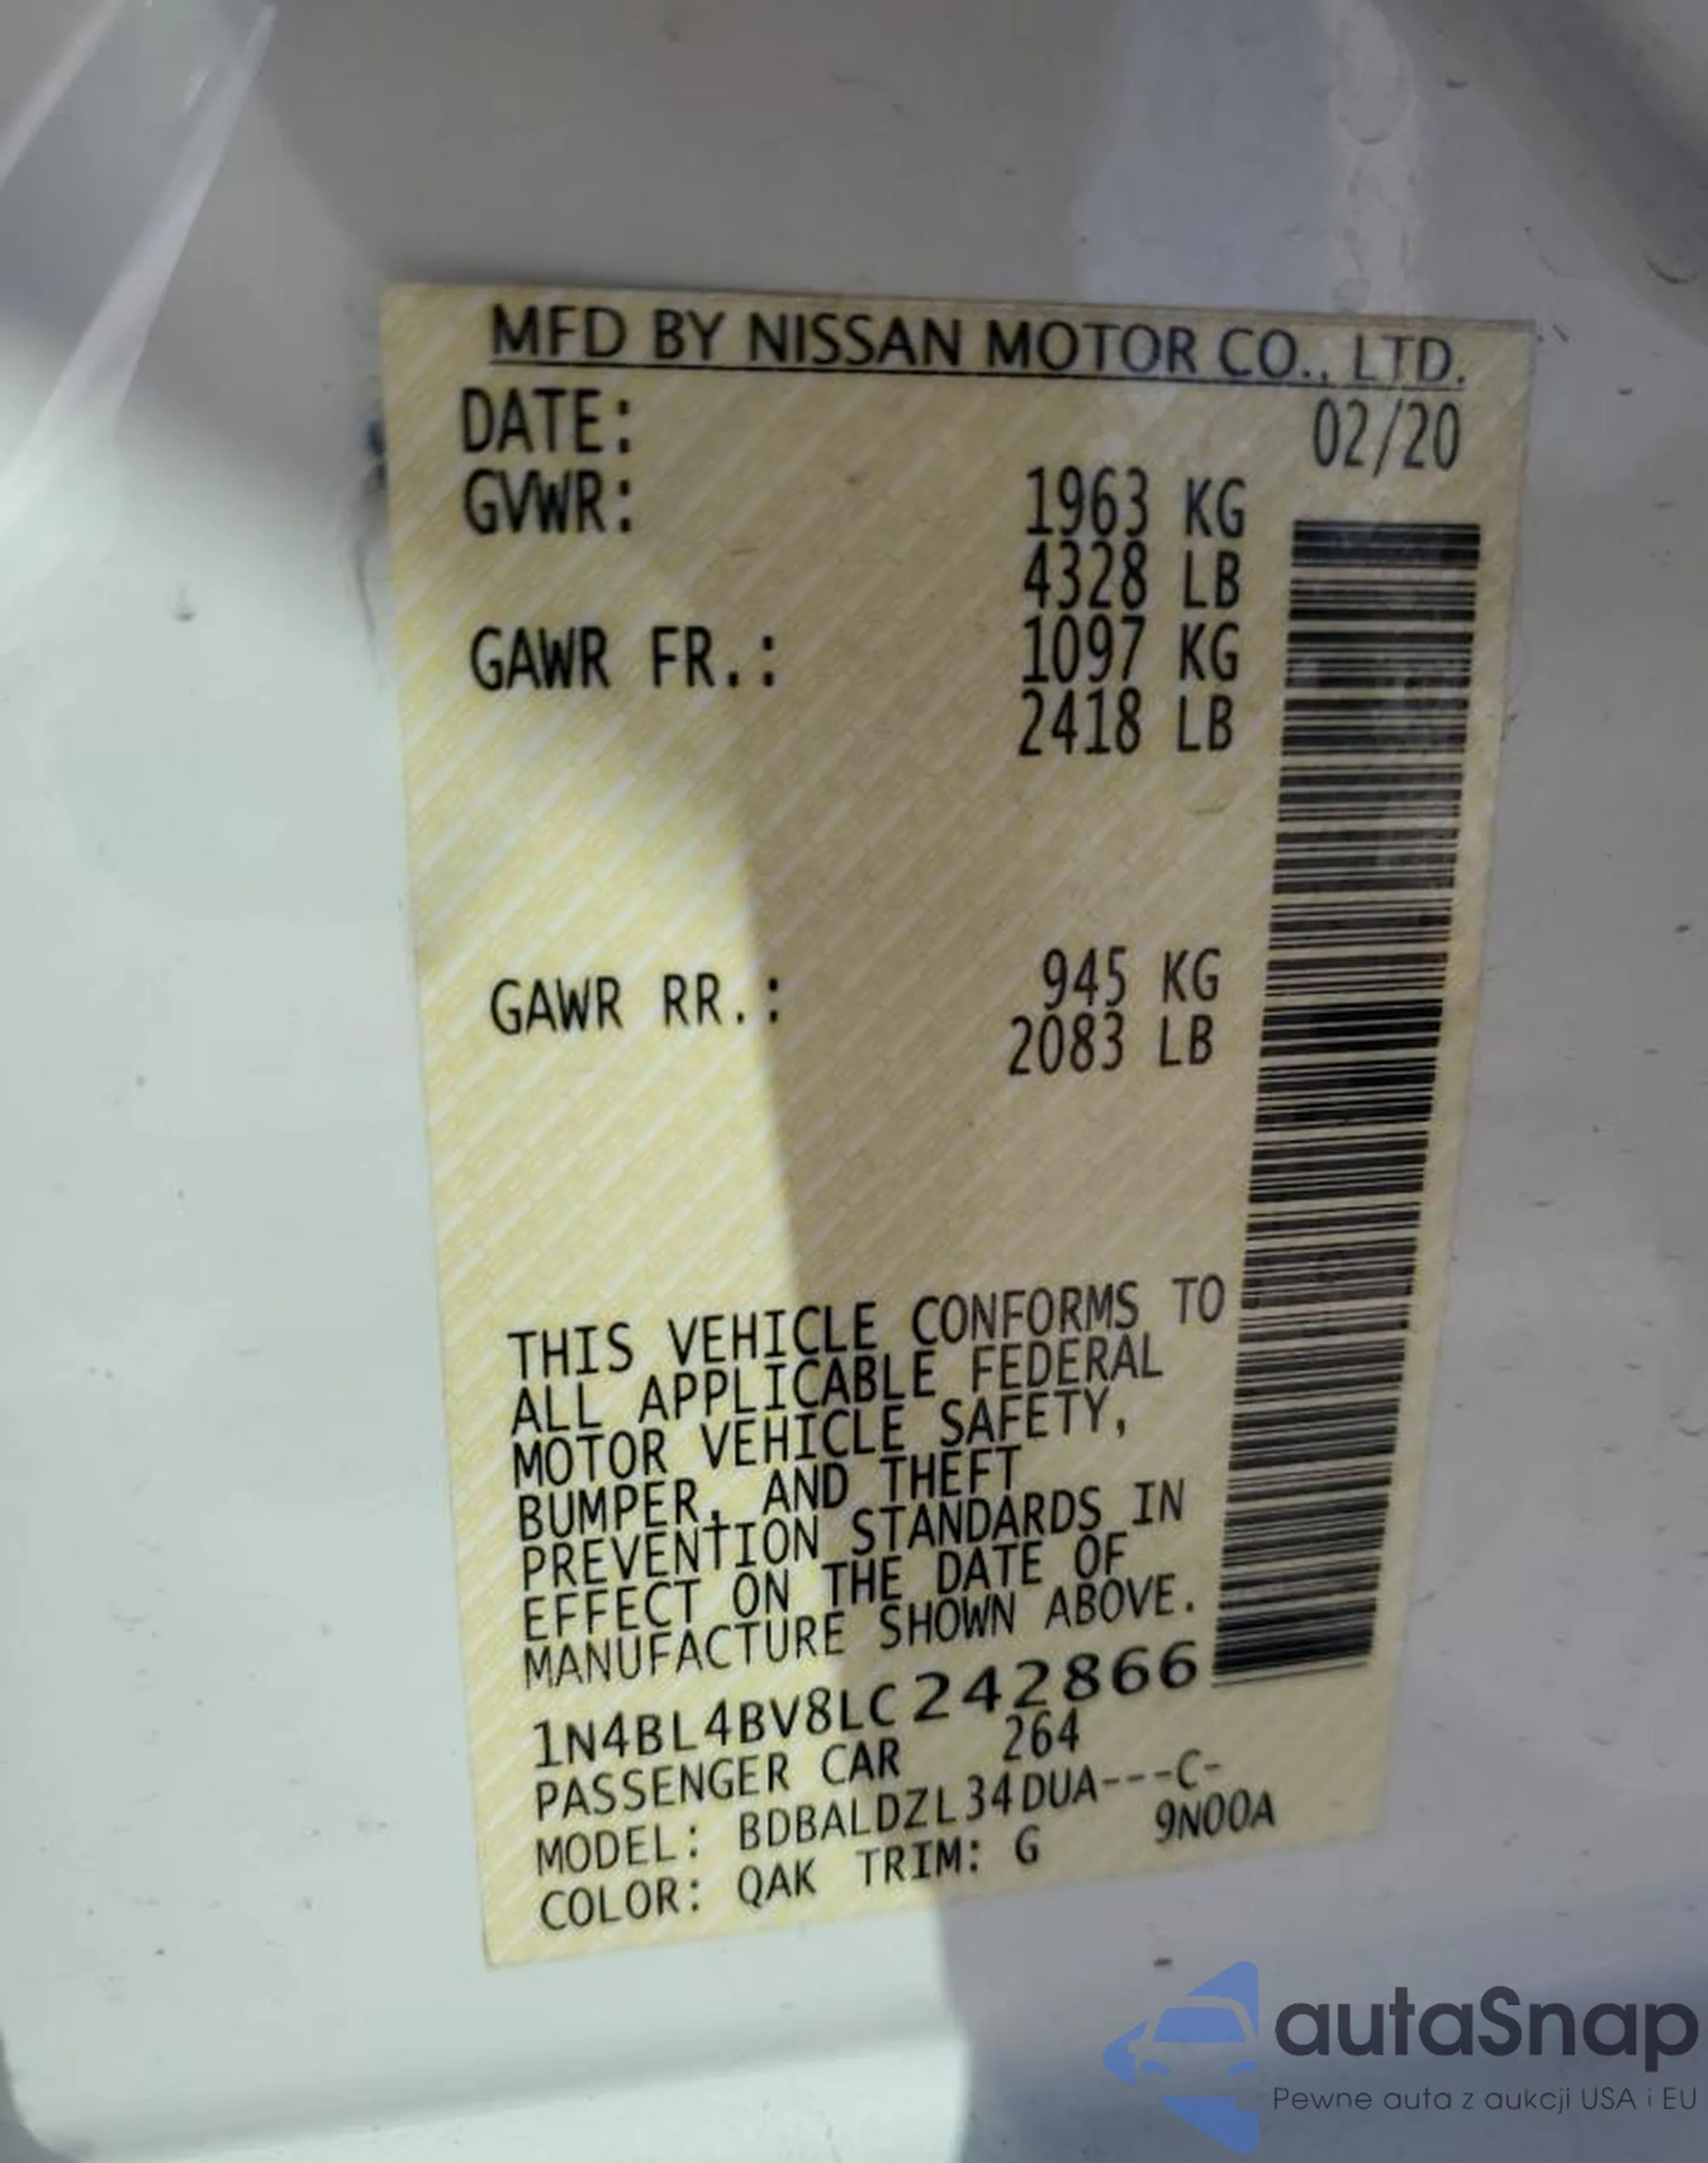 MFD BY NISSAN MOTOR CO., LTD.
DATE: 02/20
GVWR: 1963 KG
4328 LB
GAWR FR.: 1097 KG
2418 LB
GAWR RR.: 945 KG
2083 LB
THIS VEHICLE CONFORMS TO
ALL APPLICABLE FEDERAL
MOTOR VEHICLE SAFETY,
BUMPER, AND THEFT
PREVENTION STANDARDS IN
EFFECT ON THE DATE OF
MANUFACTURE SHOWN ABOVE.
1N4BL4BV8LC242866
PASSENGER CAR 264
MODEL: BDBALDZL34DUA---C-
COLOR: QAK TRIM: G 9N00A
autaSnap
Pewne auta z aukcji USA i EU